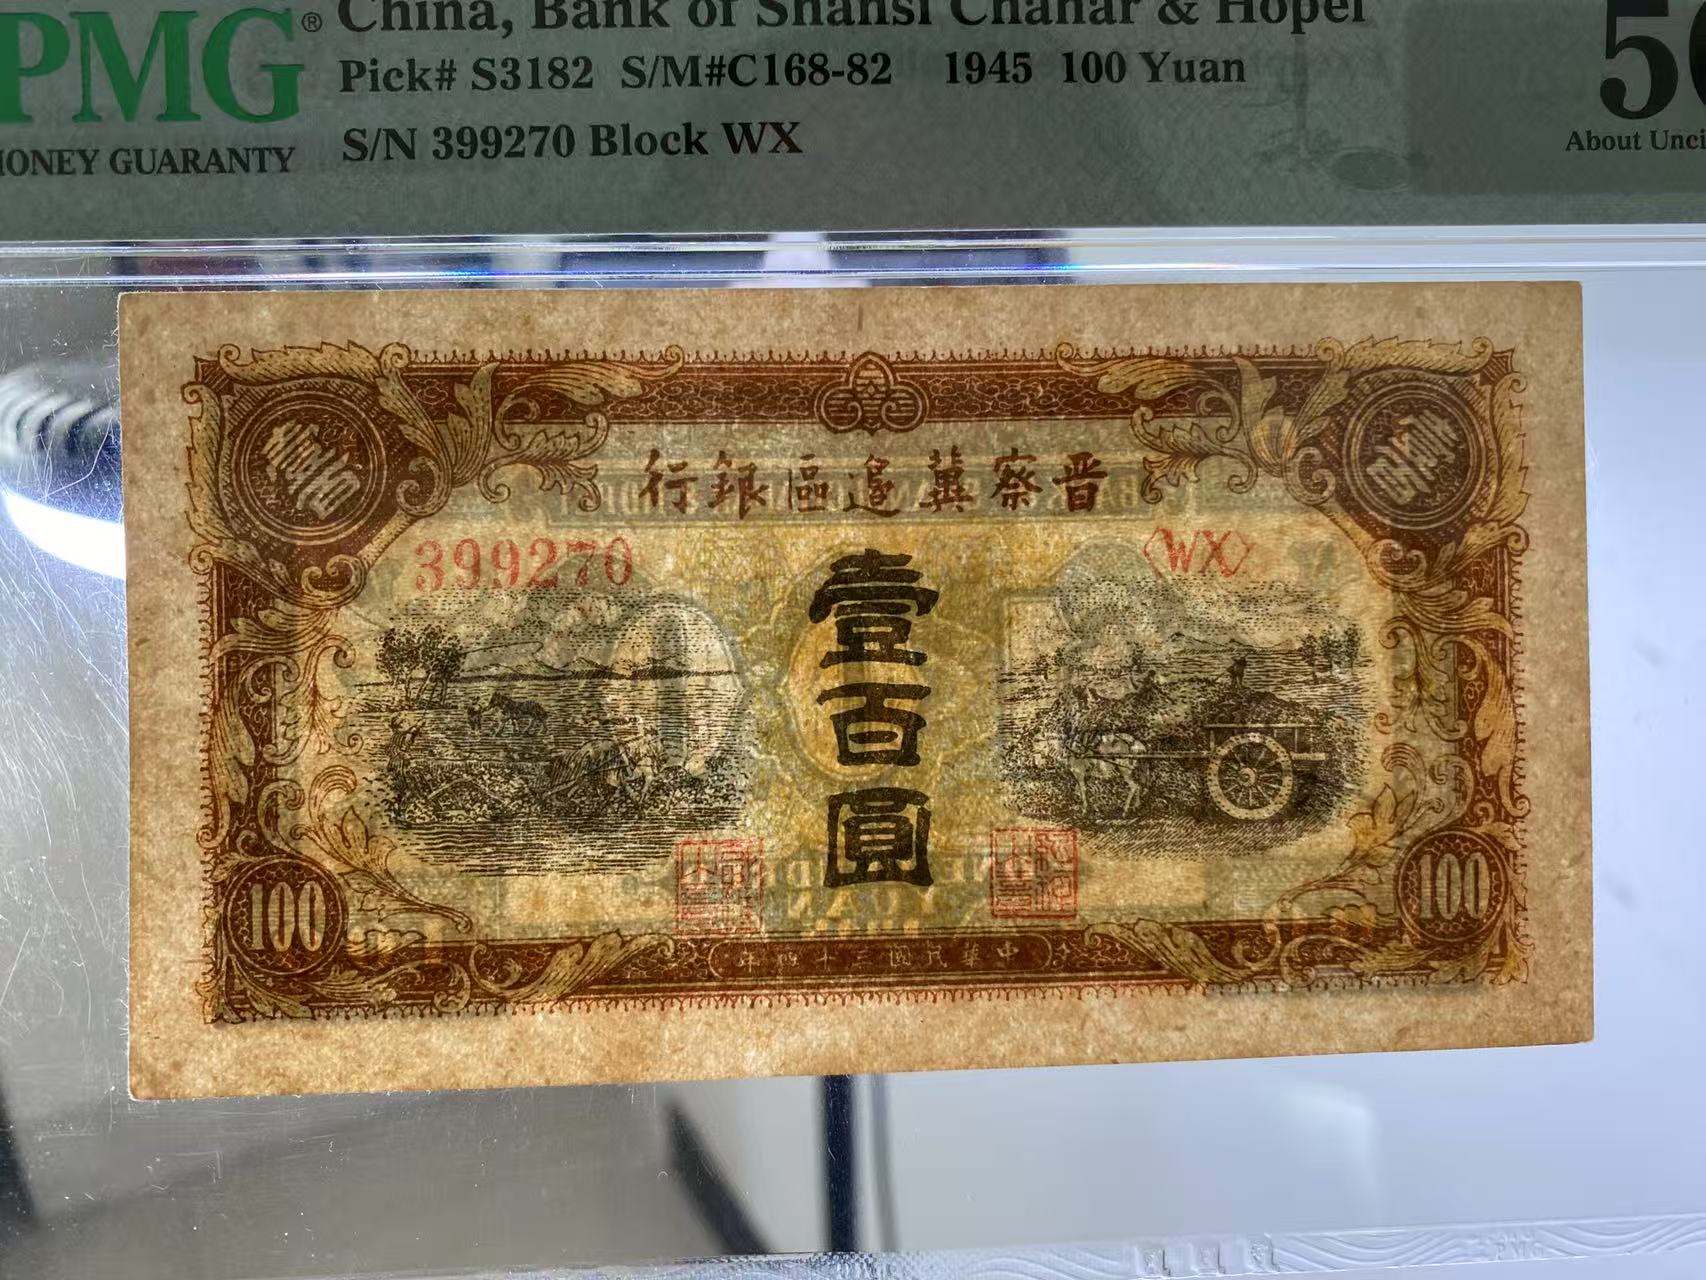 PMG® China, Bank of Shansi Chahar & Hopei
Pick# S3182 S/M#C168-82 1945 100 Yuan
S/N 399270 Block WX
MONEY GUARANTY
About Unci
行銀區邊冀察晉
399270
WX
壹百圓
100
100
年四十三國民華中